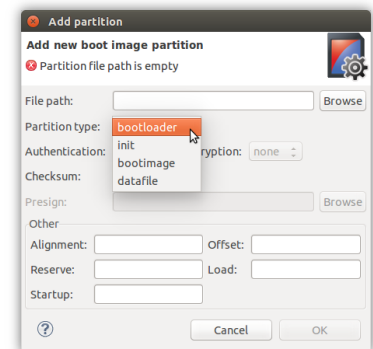 Add partition
Add new boot image partition
Partition file path is empty
File path: Browse
Partition type: bootloader
init
Authentication: ryption: none
bootimage
Checksum: datafile
Presign: Browse
Other
Alignment: Offset:
Reserve: Load:
Startup:
? Cancel OK